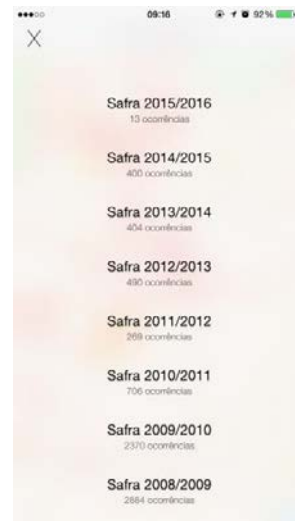 09:16
92%
X
Safra 2015/2016
13 ocorrências
Safra 2014/2015
400 ocorrências
Safra 2013/2014
404 ocorrências
Safra 2012/2013
490 ocorrências
Safra 2011/2012
269 ocorrências
Safra 2010/2011
706 ocorrências
Safra 2009/2010
2370 ocorrências
Safra 2008/2009
2884 ocorrências